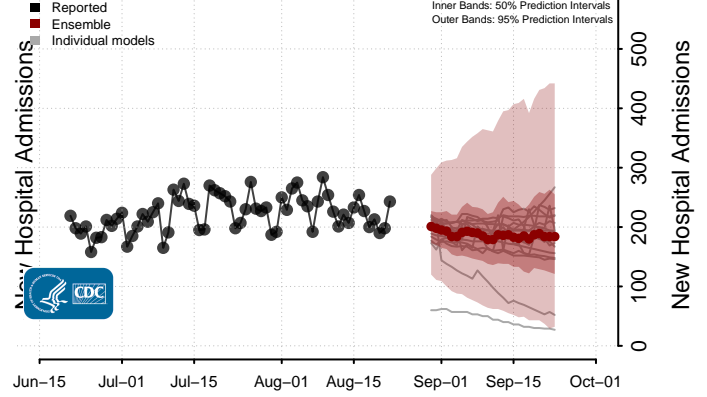 Reported
Ensemble
Individual models
Inner Bands: 50% Prediction Intervals
Outer Bands: 95% Prediction Intervals
New Hospital Admissions
CDC
500
400
300
200
100
0
New Hospital Admissions
Jun–15
Jul–01
Jul–15
Aug–01
Aug–15
Sep–01
Sep–15
Oct–01